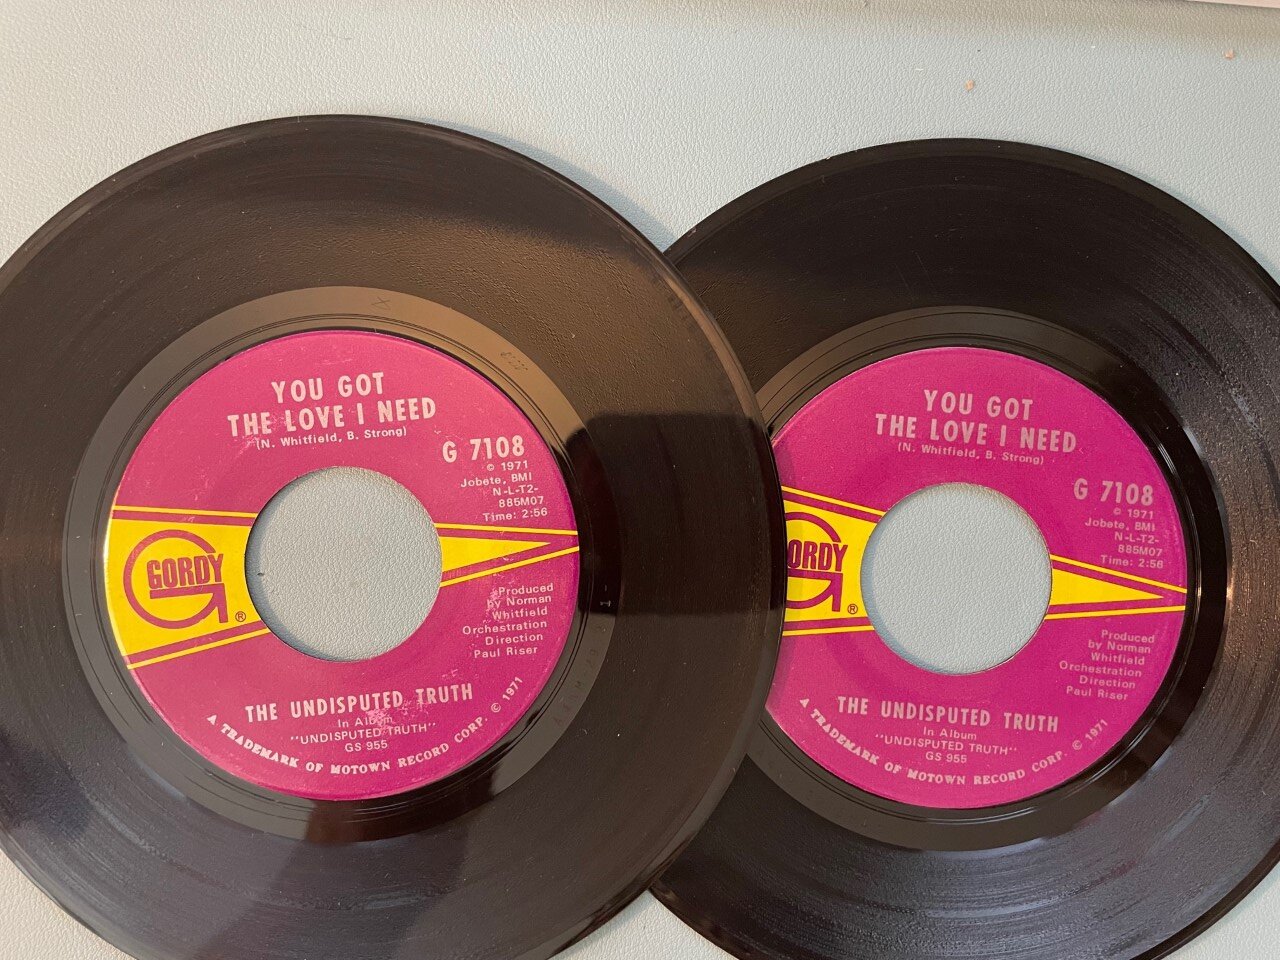 YOU GOT
THE LOVE I NEED
(N. Whitfield, B. Strong)
G 7108
© 1971
Jobete, BMI
N-L-T2-
885M07
Time: 2:56
GORDY
®
Produced
by Norman
Whitfield
Orchestration
Direction
Paul Riser
THE UNDISPUTED TRUTH
In Album
"UNDISPUTED TRUTH"
GS 955
A TRADEMARK OF MOTOWN RECORD CORP. © 1971
YOU GOT
THE LOVE I NEED
(N. Whitfield, B. Strong)
G 7108
© 1971
Jobete, BMI
N-L-T2-
885M07
Time: 2:56
ORDY
®
Produced
by Norman
Whitfield
Orchestration
Direction
Paul Riser
THE UNDISPUTED TRUTH
In Album
"UNDISPUTED TRUTH"
GS 955
A TRADEMARK OF MOTOWN RECORD CORP. © 1971